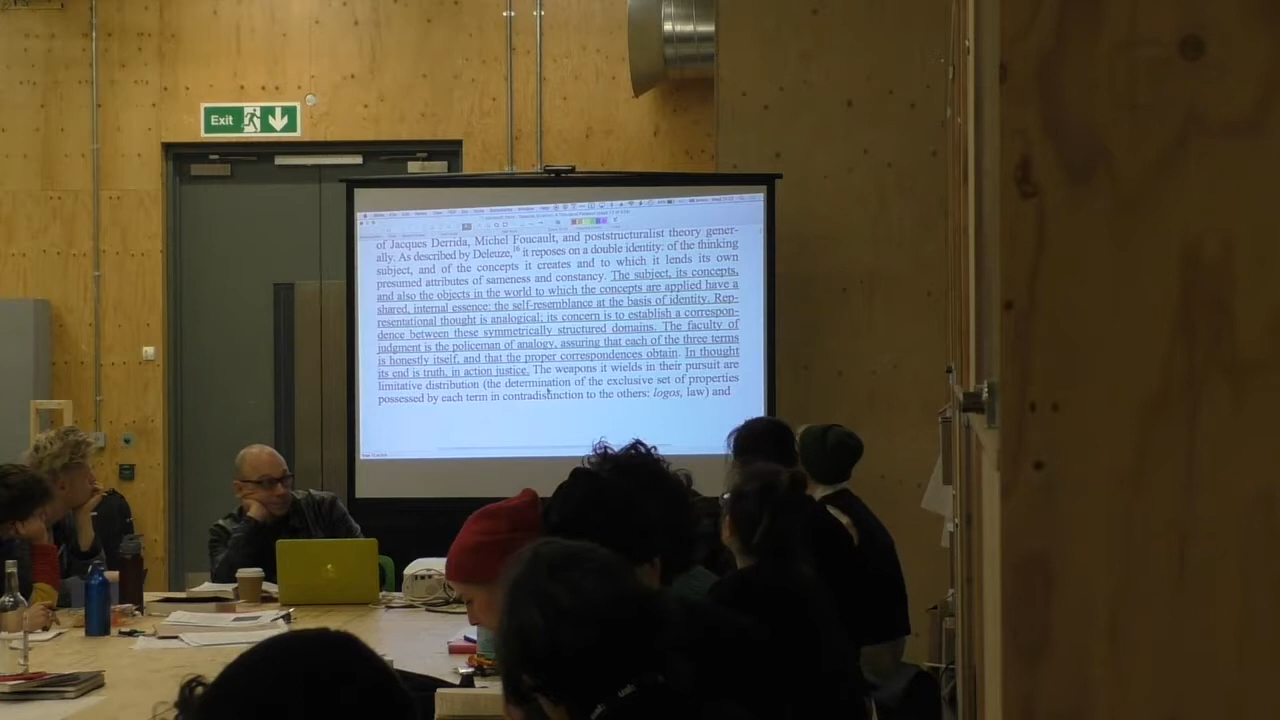 Exit
of Jacques Derrida, Michel Foucault, and poststructuralist theory gener-
ally. As described by Deleuze,16 it reposes on a double identity: of the thinking
subject, and of the concepts it creates and to which it lends its own
presumed attributes of sameness and constancy. The subject, its concepts,
and also the objects in the world to which the concepts are applied have a
shared, internal essence: the self-resemblance at the basis of identity. Rep-
resentational thought is analogical; its concern is to establish a correspon-
dence between these symmetrically structured domains. The faculty of
judgment is the policeman of analogy, assuring that each of the three terms
is honestly itself, and that the proper correspondences obtain. In thought
its end is truth, in action justice. The weapons it wields in their pursuit are
limitative distribution (the determination of the exclusive set of properties
possessed by each term in contradistinction to the others: logos, law) and